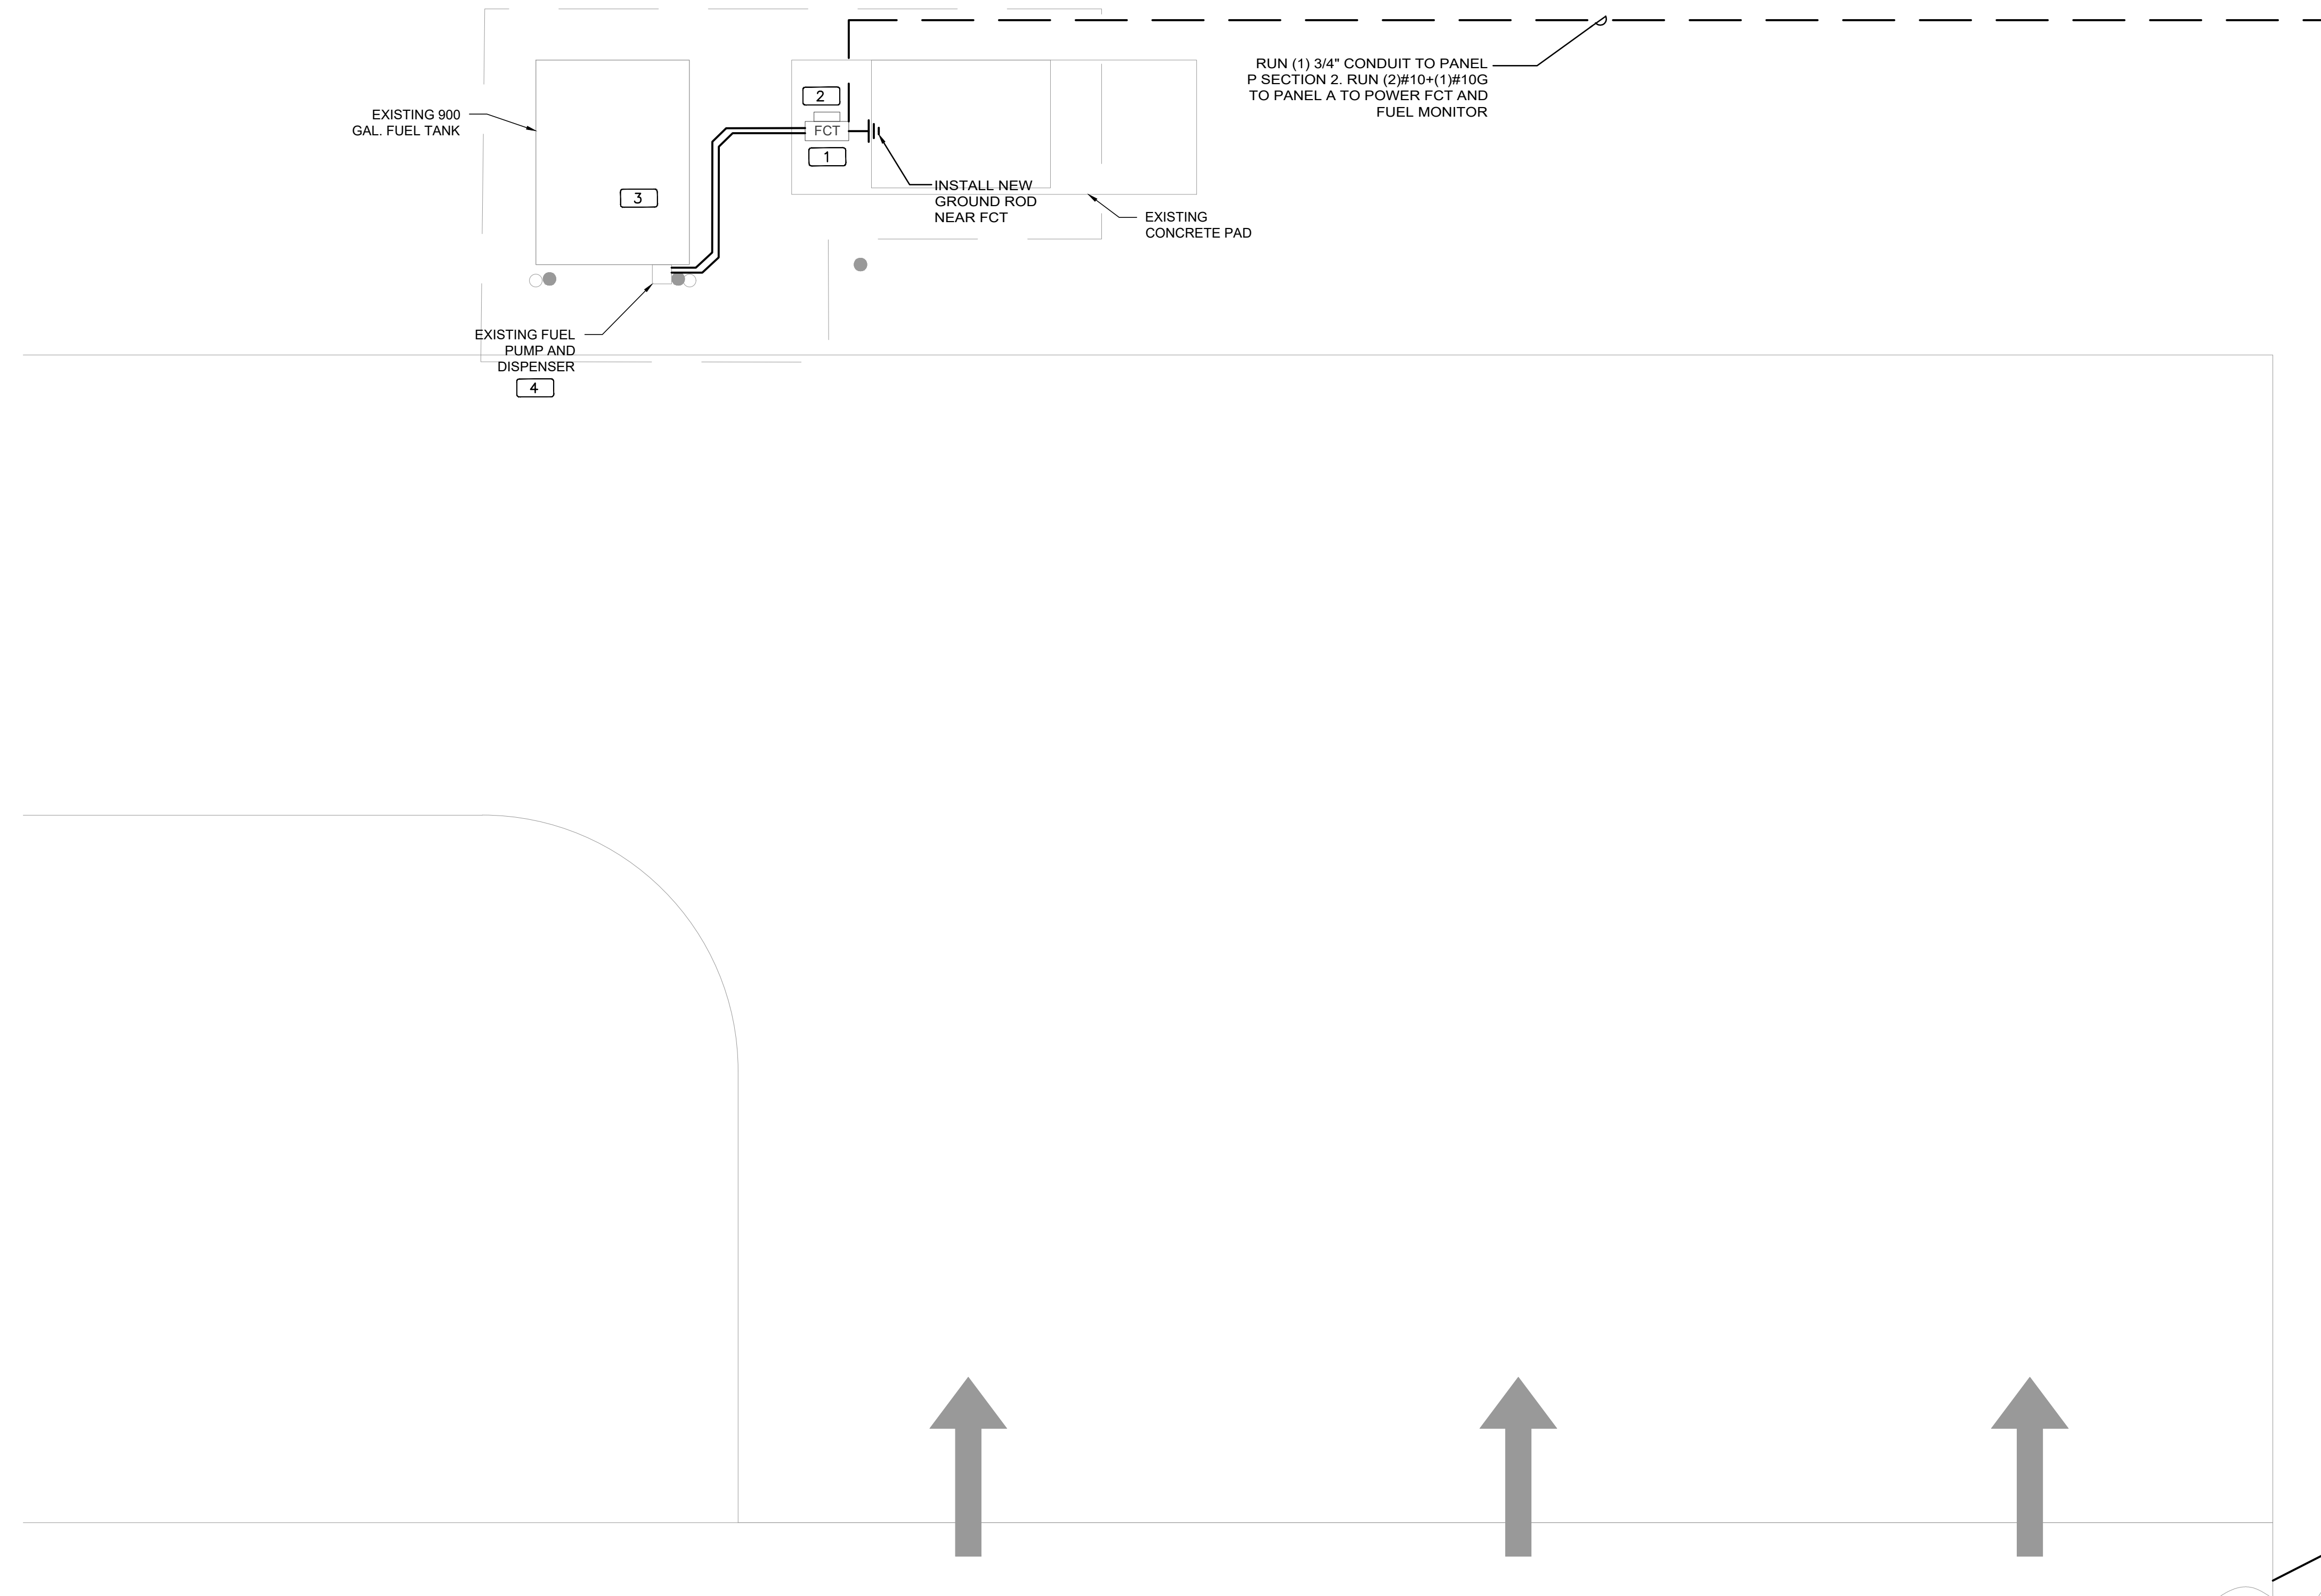 RUN (1) 3/4" CONDUIT TO PANEL
P SECTION 2. RUN (2)#10+(1)#10G
TO PANEL A TO POWER FCT AND
FUEL MONITOR
EXISTING 900
GAL. FUEL TANK
2
FCT
1
3
INSTALL NEW
GROUND ROD
NEAR FCT
EXISTING
CONCRETE PAD
EXISTING FUEL
PUMP AND
DISPENSER
4